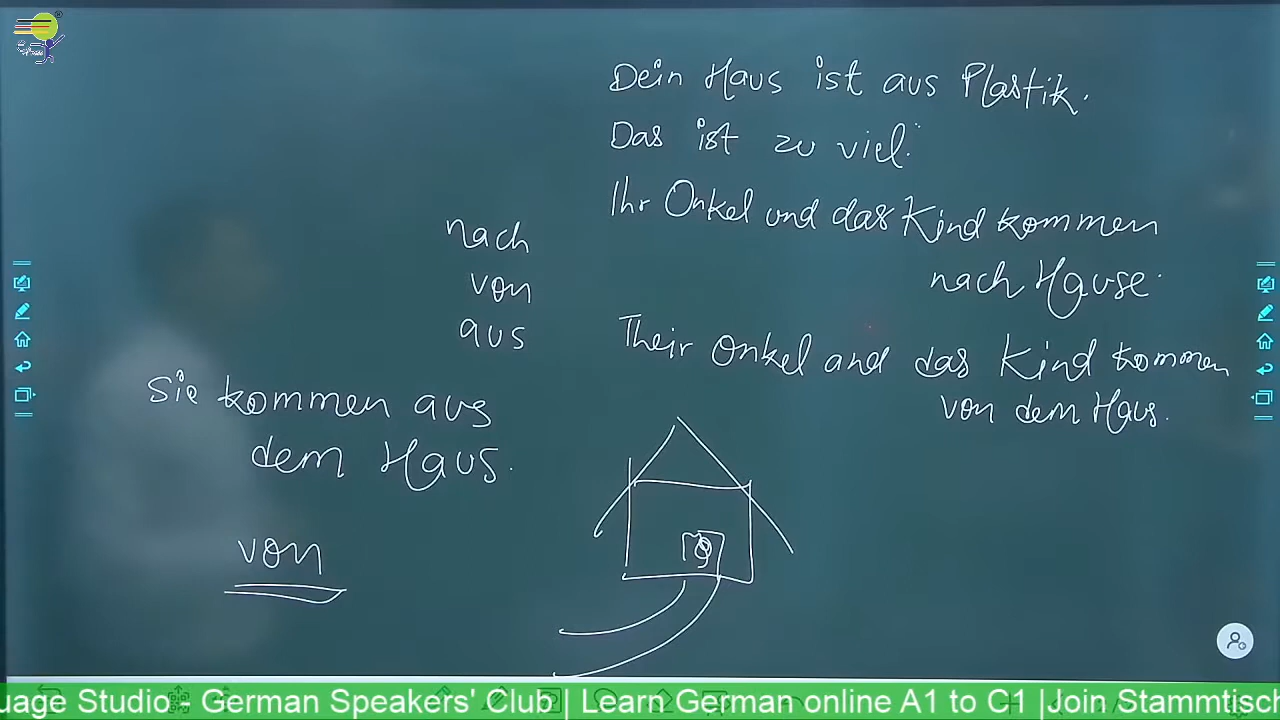 Dein Haus ist aus Plastik.
Das ist zu viel.
Ihr Onkel und das Kind kommen
nach Hause.
Their Onkel and das Kind kommen
von dem Haus.
nach
von
aus
Sie kommen aus
dem Haus.
von
uage Studio - German Speakers' Club | Learn German online A1 to C1 |Join Stammtisch